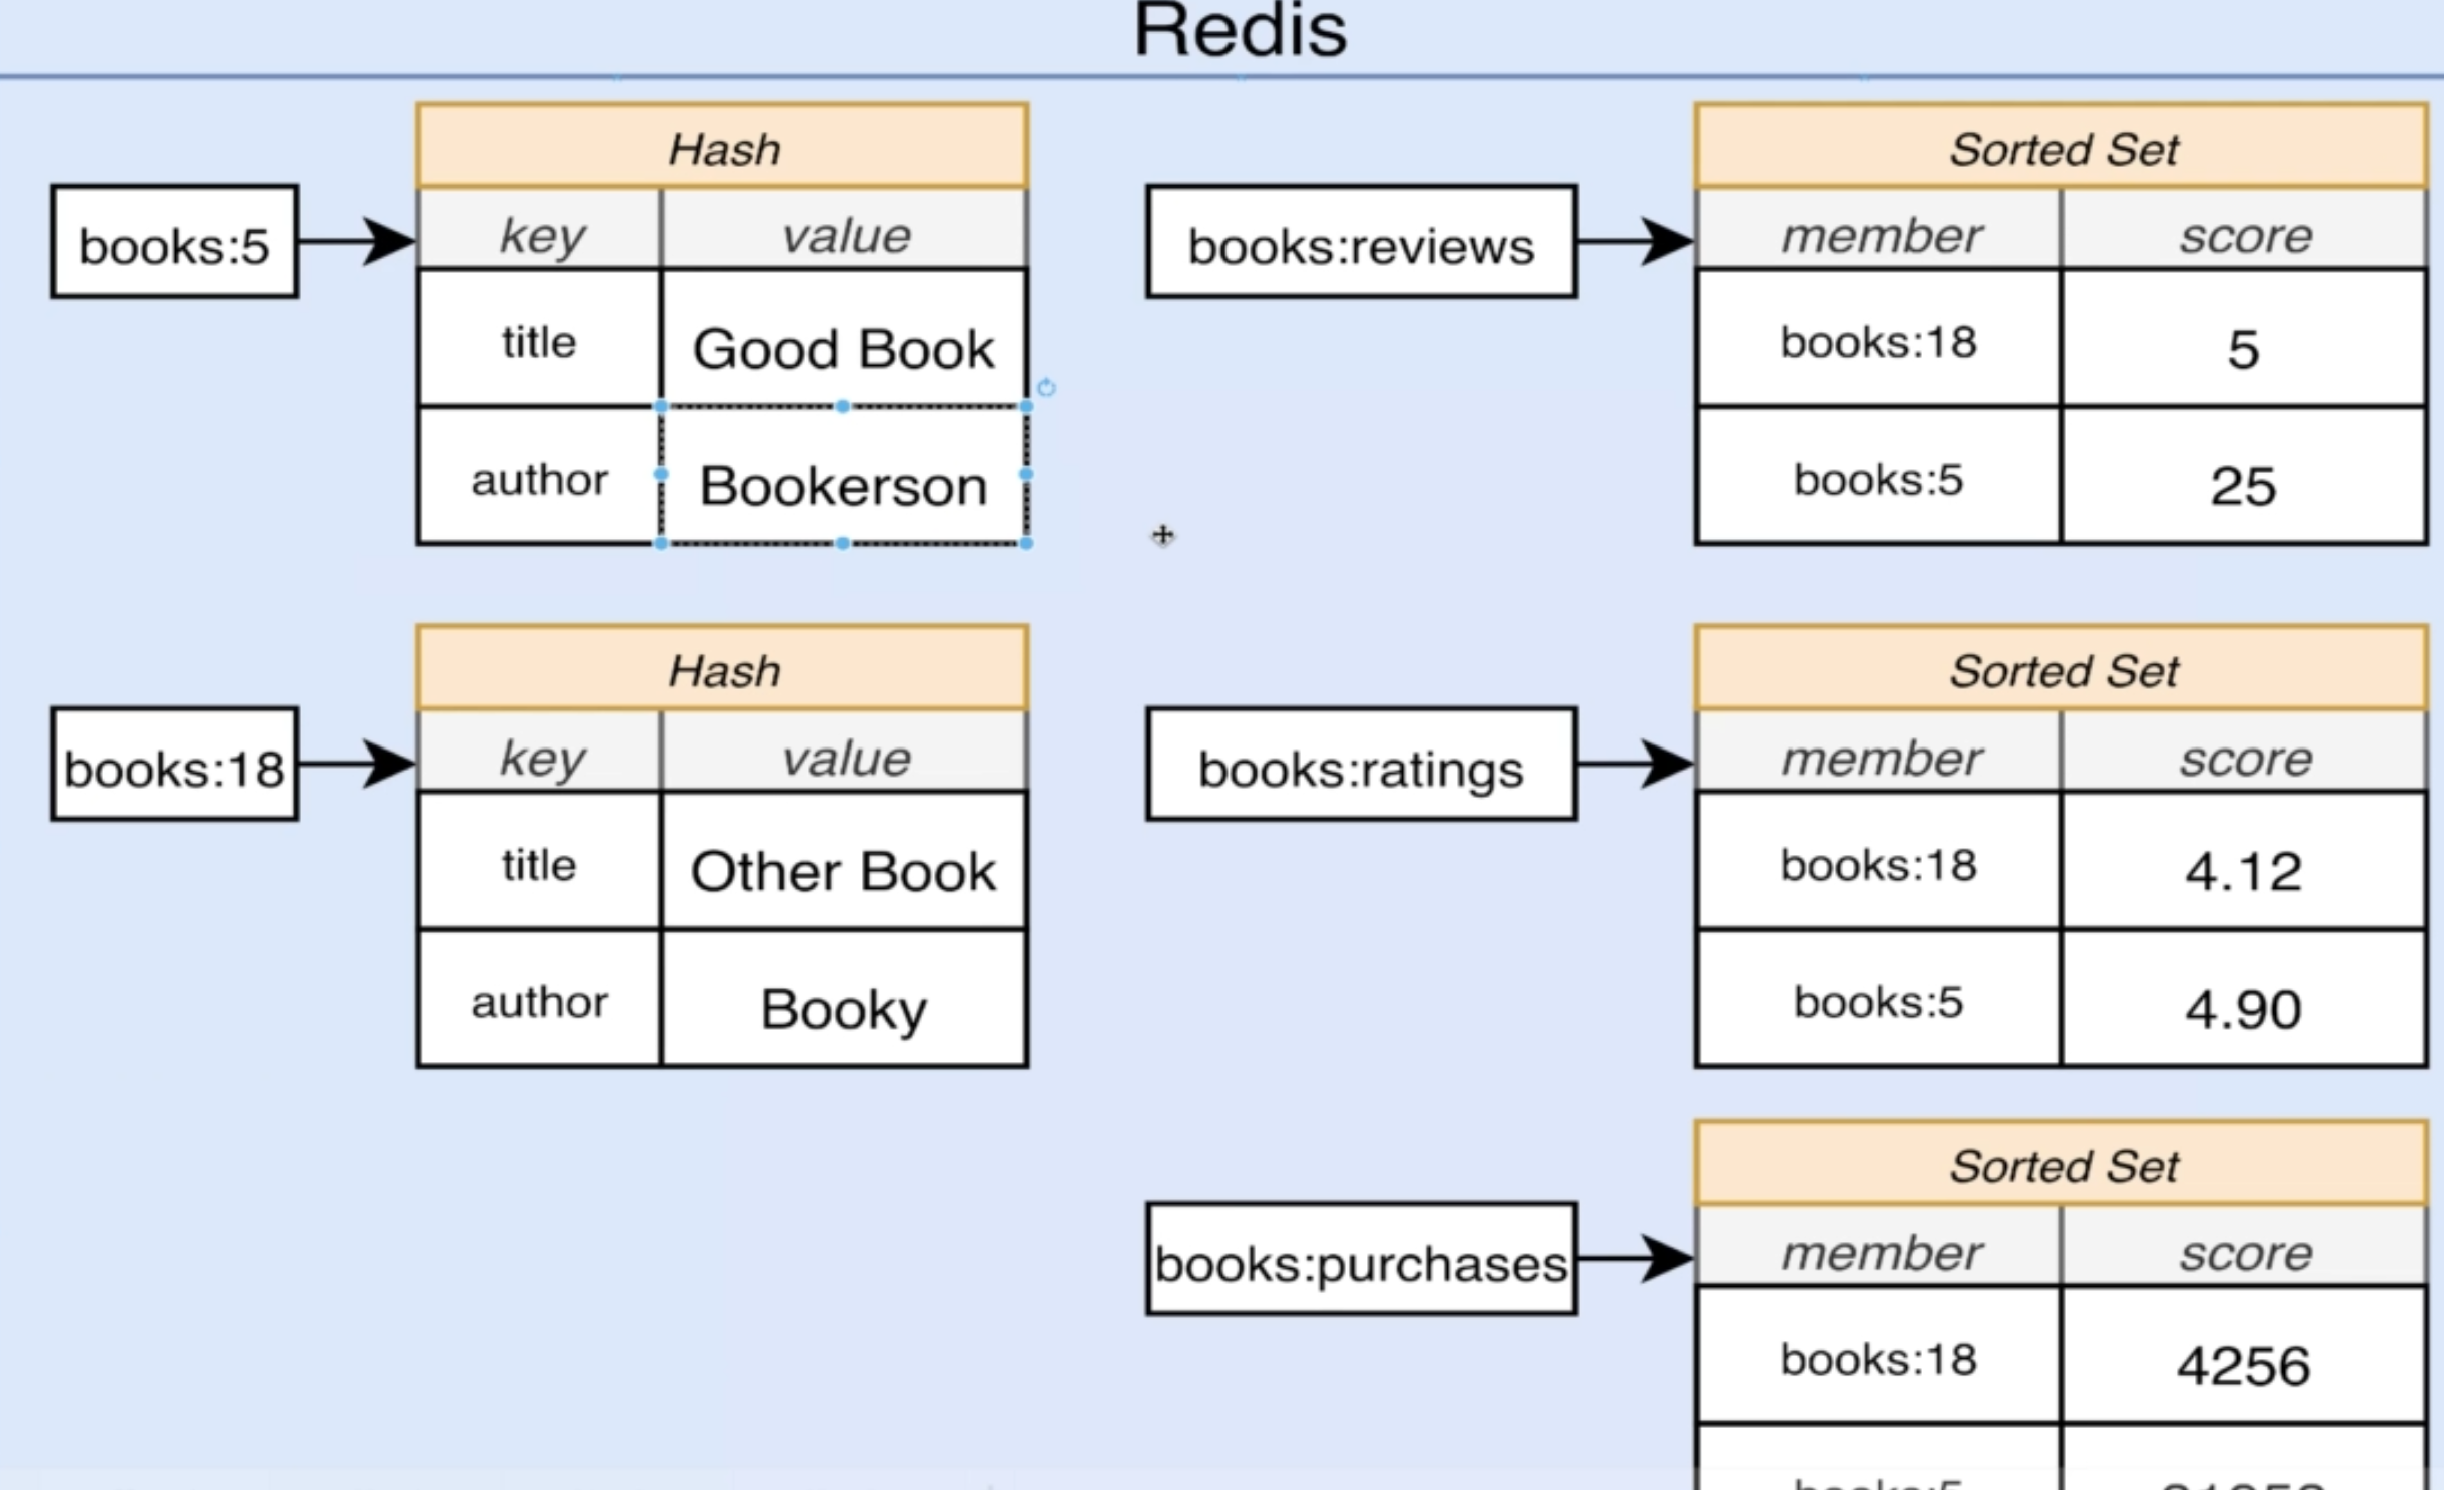 Redis
Hash
books:5
key value
title Good Book
author Bookerson
Hash
books:18
key value
title Other Book
author Booky
Sorted Set
books:reviews
member score
books:18 5
books:5 25
Sorted Set
books:ratings
member score
books:18 4.12
books:5 4.90
Sorted Set
books:purchases
member score
books:18 4256
books:5